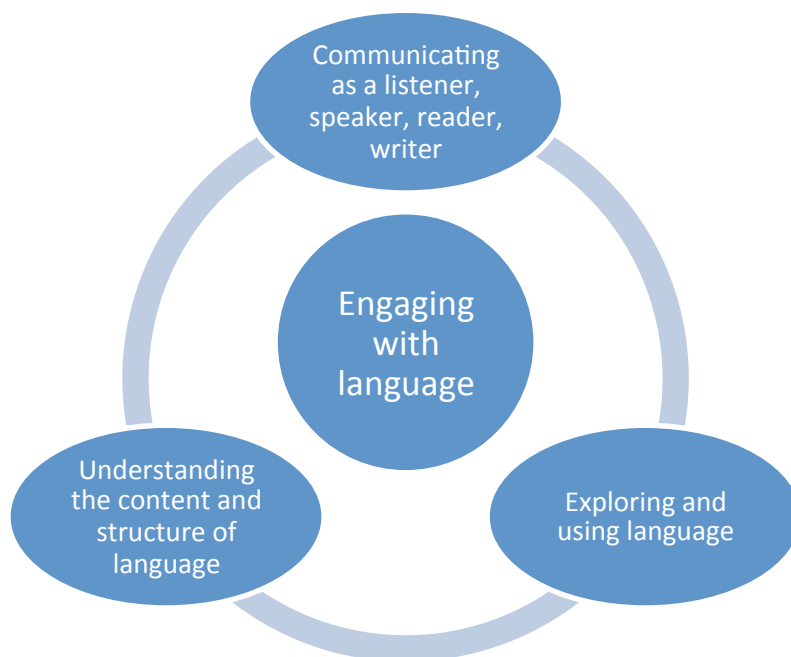 Communicating
as a listener,
speaker, reader,
writer
Engaging
with
language
Understanding
the content and
structure of
language
Exploring and
using language